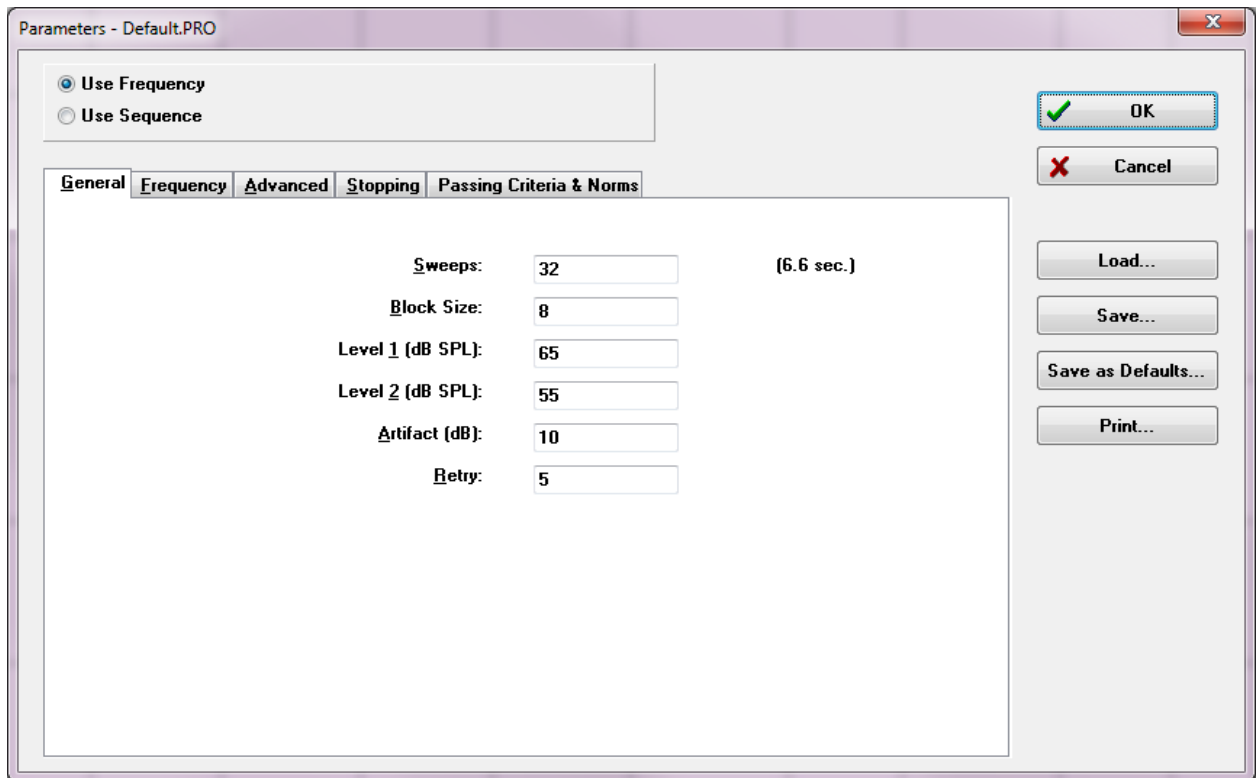 Parameters - Default.PRO
Use Frequency
Use Sequence
OK
Cancel
General Frequency Advanced Stopping Passing Criteria & Norms
Load...
Save...
Save as Defaults...
Print...
Sweeps: 32 (6.6 sec.)
Block Size: 8
Level 1 (dB SPL): 65
Level 2 (dB SPL): 55
Artifact (dB): 10
Retry: 5